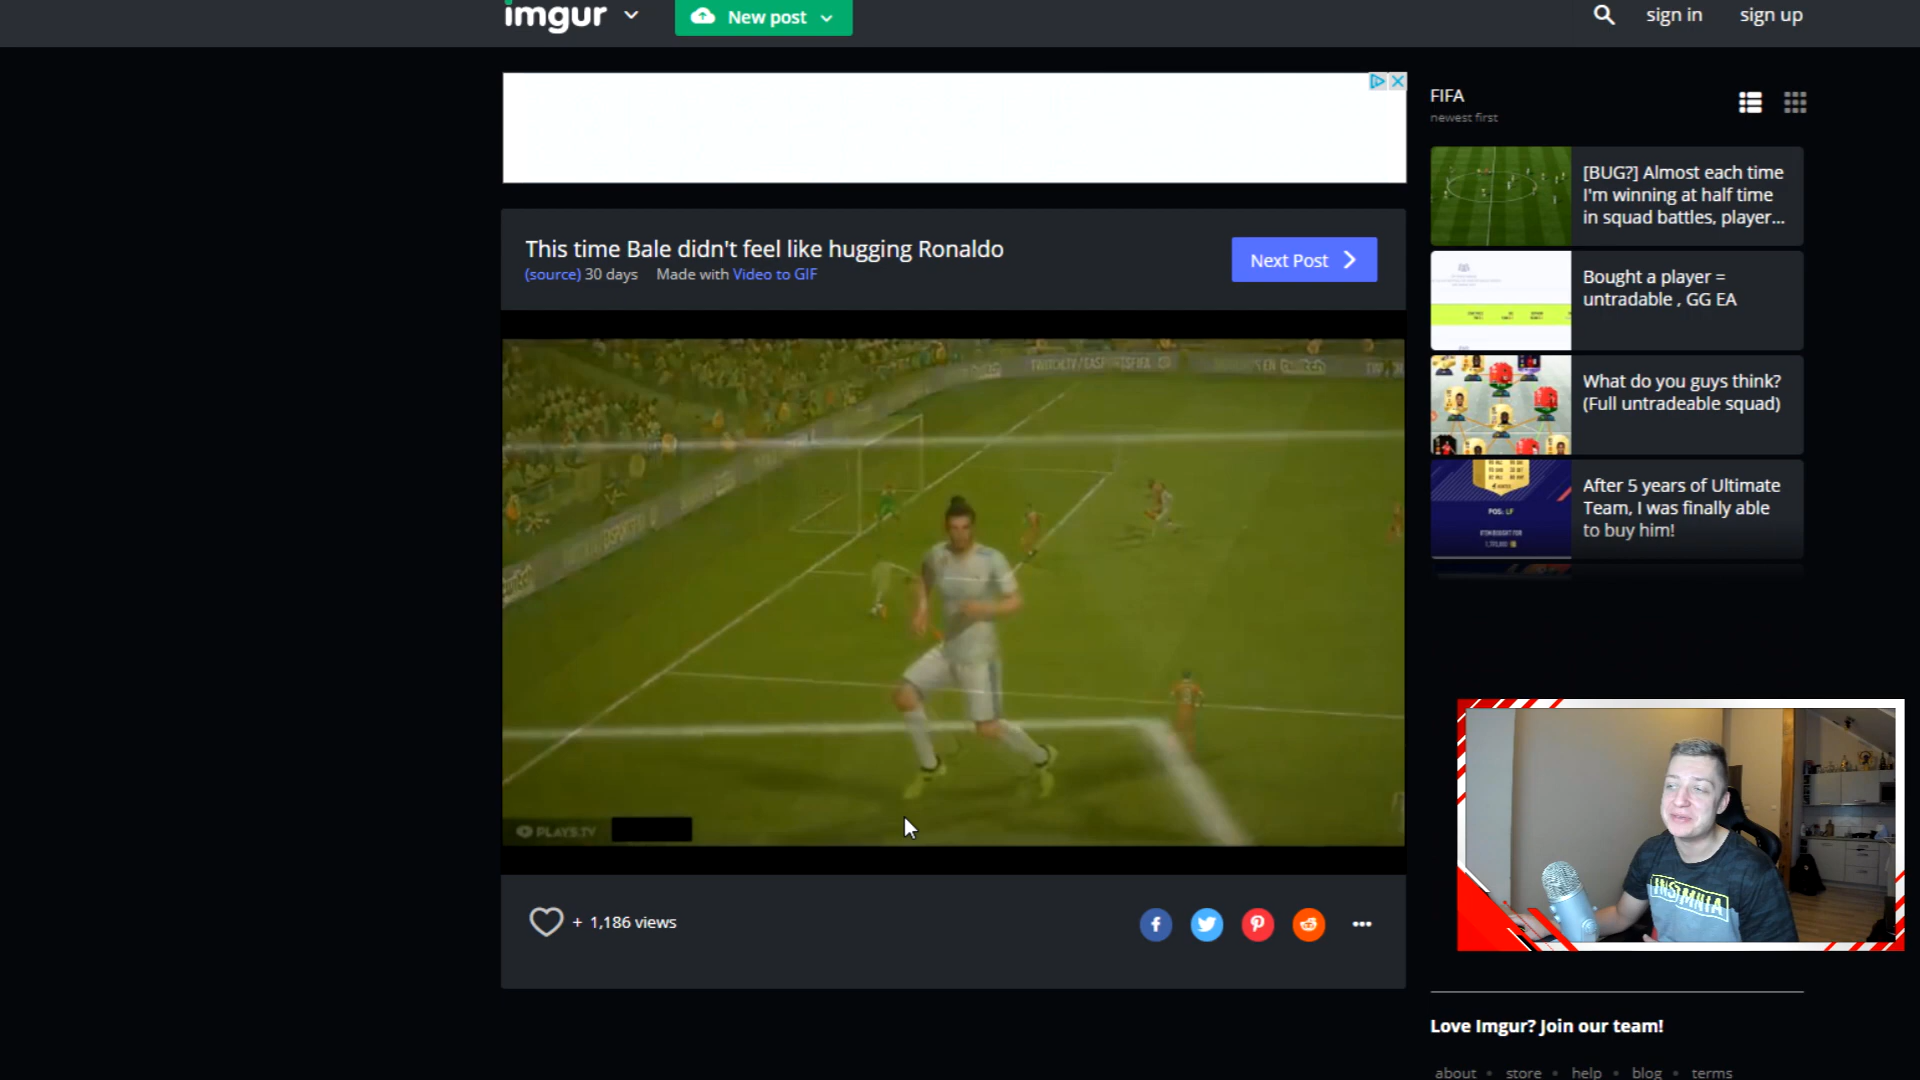 imgur
New post
sign in
sign up
FIFA
newest first
[BUG?] Almost each time
I'm winning at half time
in squad battles, player...
Bought a player =
untradable , GG EA
What do you guys think?
(Full untradeable squad)
POS: LF
After 5 years of Ultimate
Team, I was finally able
to buy him!
This time Bale didn't feel like hugging Ronaldo
(source) 30 days Made with Video to GIF
Next Post
PLAYS.TV
+ 1,186 views
INSOMNIA
Love Imgur? Join our team!
about • store • help • blog • terms